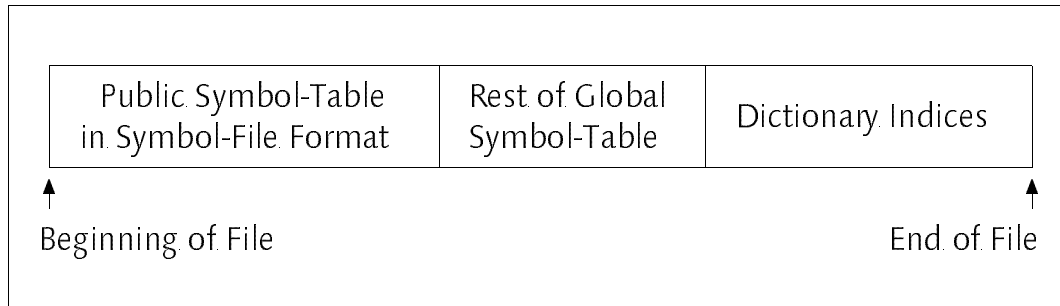 Public Symbol-Table
in Symbol-File Format
Rest of Global
Symbol-Table
Dictionary Indices
Beginning of File
End of File